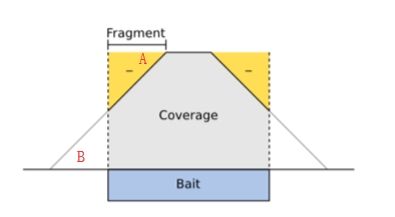 Fragment
A
– –
Coverage
B
Bait